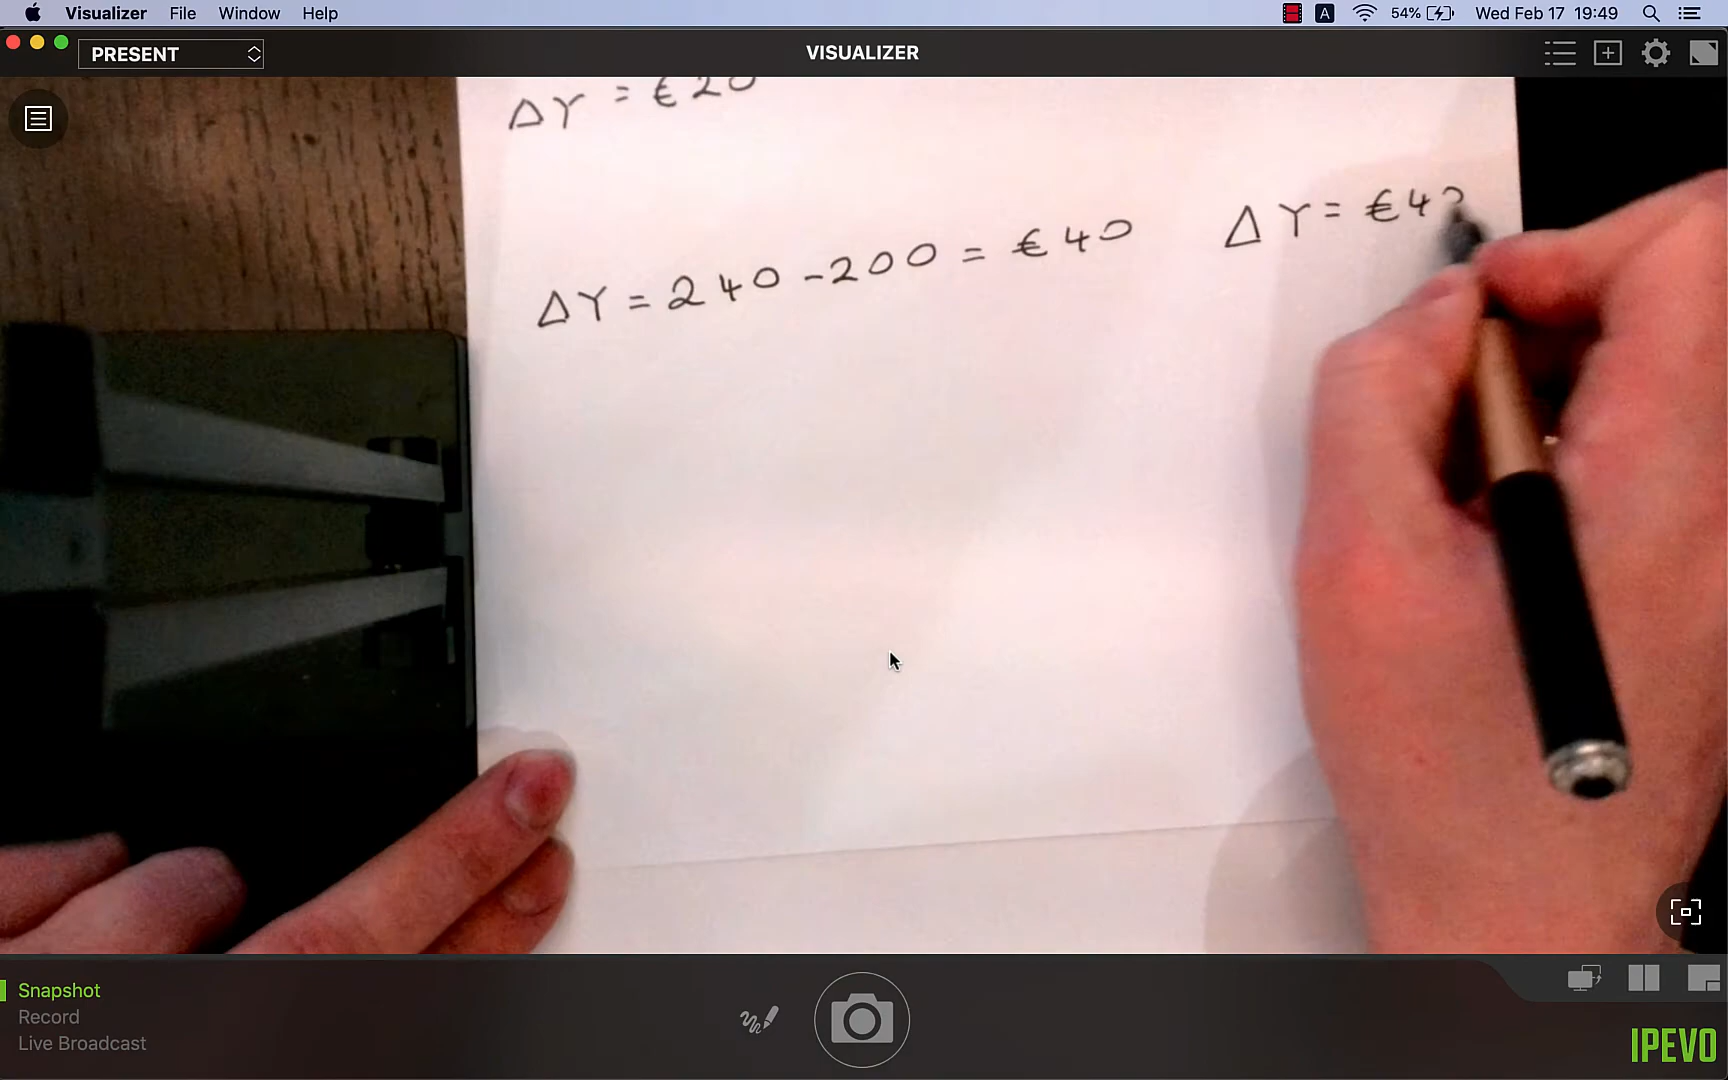 Visualizer File Window Help A 54% Wed Feb 17 19:49
PRESENT VISUALIZER
ΔY = €20
ΔY = 240 - 200 = €40 ΔY = €40
Snapshot
Record
Live Broadcast
IPEVO